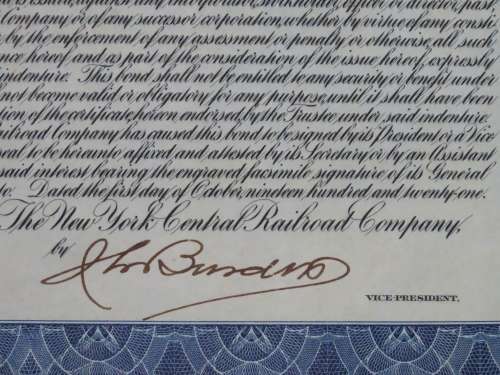 Company, or of any successor corporation, whether by virtue of any consti-
by the enforcement of any assessment or penalty or otherwise, all, such
ice hereof, and as part of the consideration of the issue hereof, expressly
indenture. This bond shall not be entitled to any security or benefit under
not become valid or obligatory for any purpose, until it shall have been
tion of the certificate hereon endorsed by the Trustee under said indenture.
ailroad Company has caused this bond to be signed by its President or a Vice
seal to be hereunto affixed and attested by its Secretary or by an Assistant
said interest bearing the engraved facsimile signature of its General
Dated the first day of October, nineteen hundred and twenty-one.
The New York Central Railroad Company,
by
VICE-PRESIDENT.